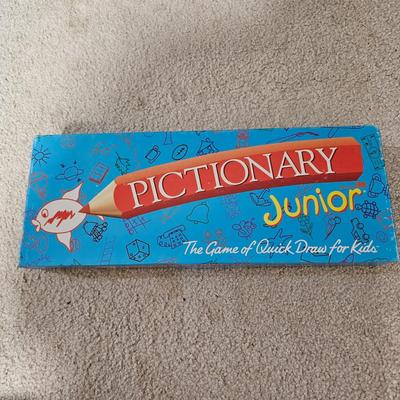 PICTIONARY
Junior
The Game of Quick Draw for Kids